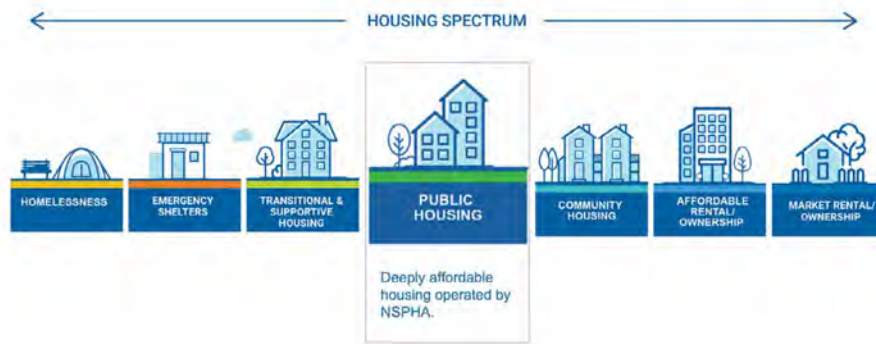 HOUSING SPECTRUM
HOMELESSNESS
EMERGENCY
SHELTERS
TRANSITIONAL &
SUPPORTIVE
HOUSING
PUBLIC
HOUSING
Deeply affordable
housing operated by
NSPHA.
COMMUNITY
HOUSING
AFFORDABLE
RENTAL/
OWNERSHIP
MARKET RENTAL/
OWNERSHIP